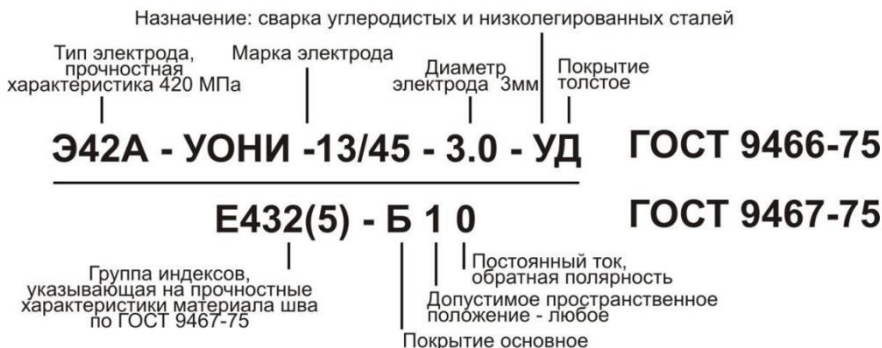 Назначение: сварка углеродистых и низколегированных сталей
Тип электрода,
прочностная
характеристика 420 МПа
Марка электрода
Диаметр
электрода 3мм
Покрытие
толстое
Э42А - УОНИ -13/45 - 3.0 - УД ГОСТ 9466-75
Е432(5) - Б 1 0 ГОСТ 9467-75
Группа индексов,
указывающая на прочностные
характеристики материала шва
по ГОСТ 9467-75
Постоянный ток,
обратная полярность
Допустимое пространственное
положение - любое
Покрытие основное